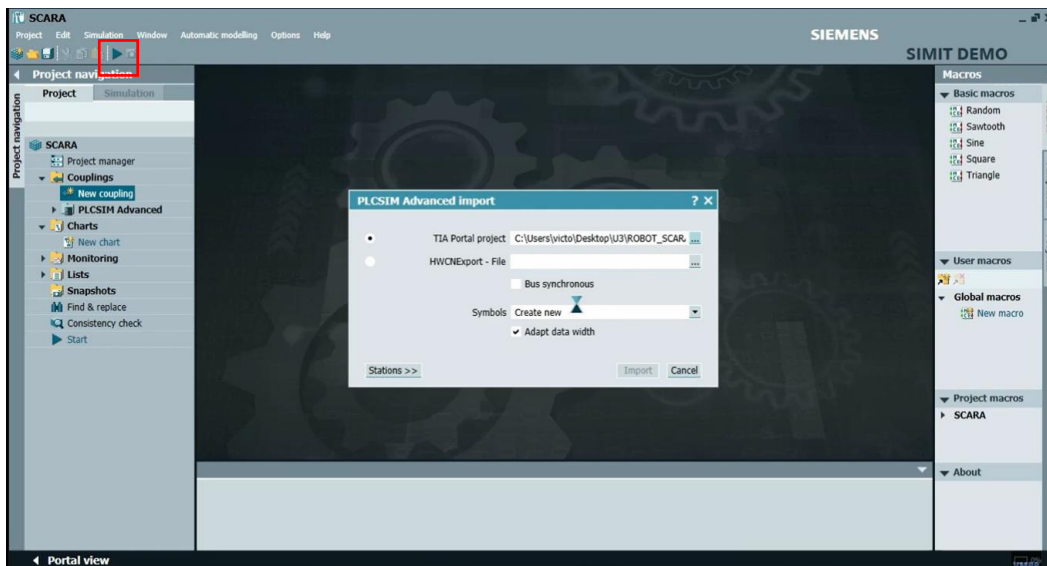 SCARA
Project Edit Simulation Window Automatic modelling Options Help
SIEMENS
SIMIT DEMO
Project navigation
Project navigation
Project Simulation
SCARA
Project manager
Couplings
New coupling
PLCSIM Advanced
Charts
New chart
Monitoring
Lists
Snapshots
Find & replace
Consistency check
Start
PLCSIM Advanced import ? X
TIA Portal project C:\Users\victo\Desktop\U3\ROBOT_SCAR ...
HWCNExport - File ...
Bus synchronous
Symbols Create new
Adapt data width
Stations >> Import Cancel
Macros
Basic macros
Random
Sawtooth
Sine
Square
Triangle
User macros
Global macros
New macro
Project macros
SCARA
About
Portal view